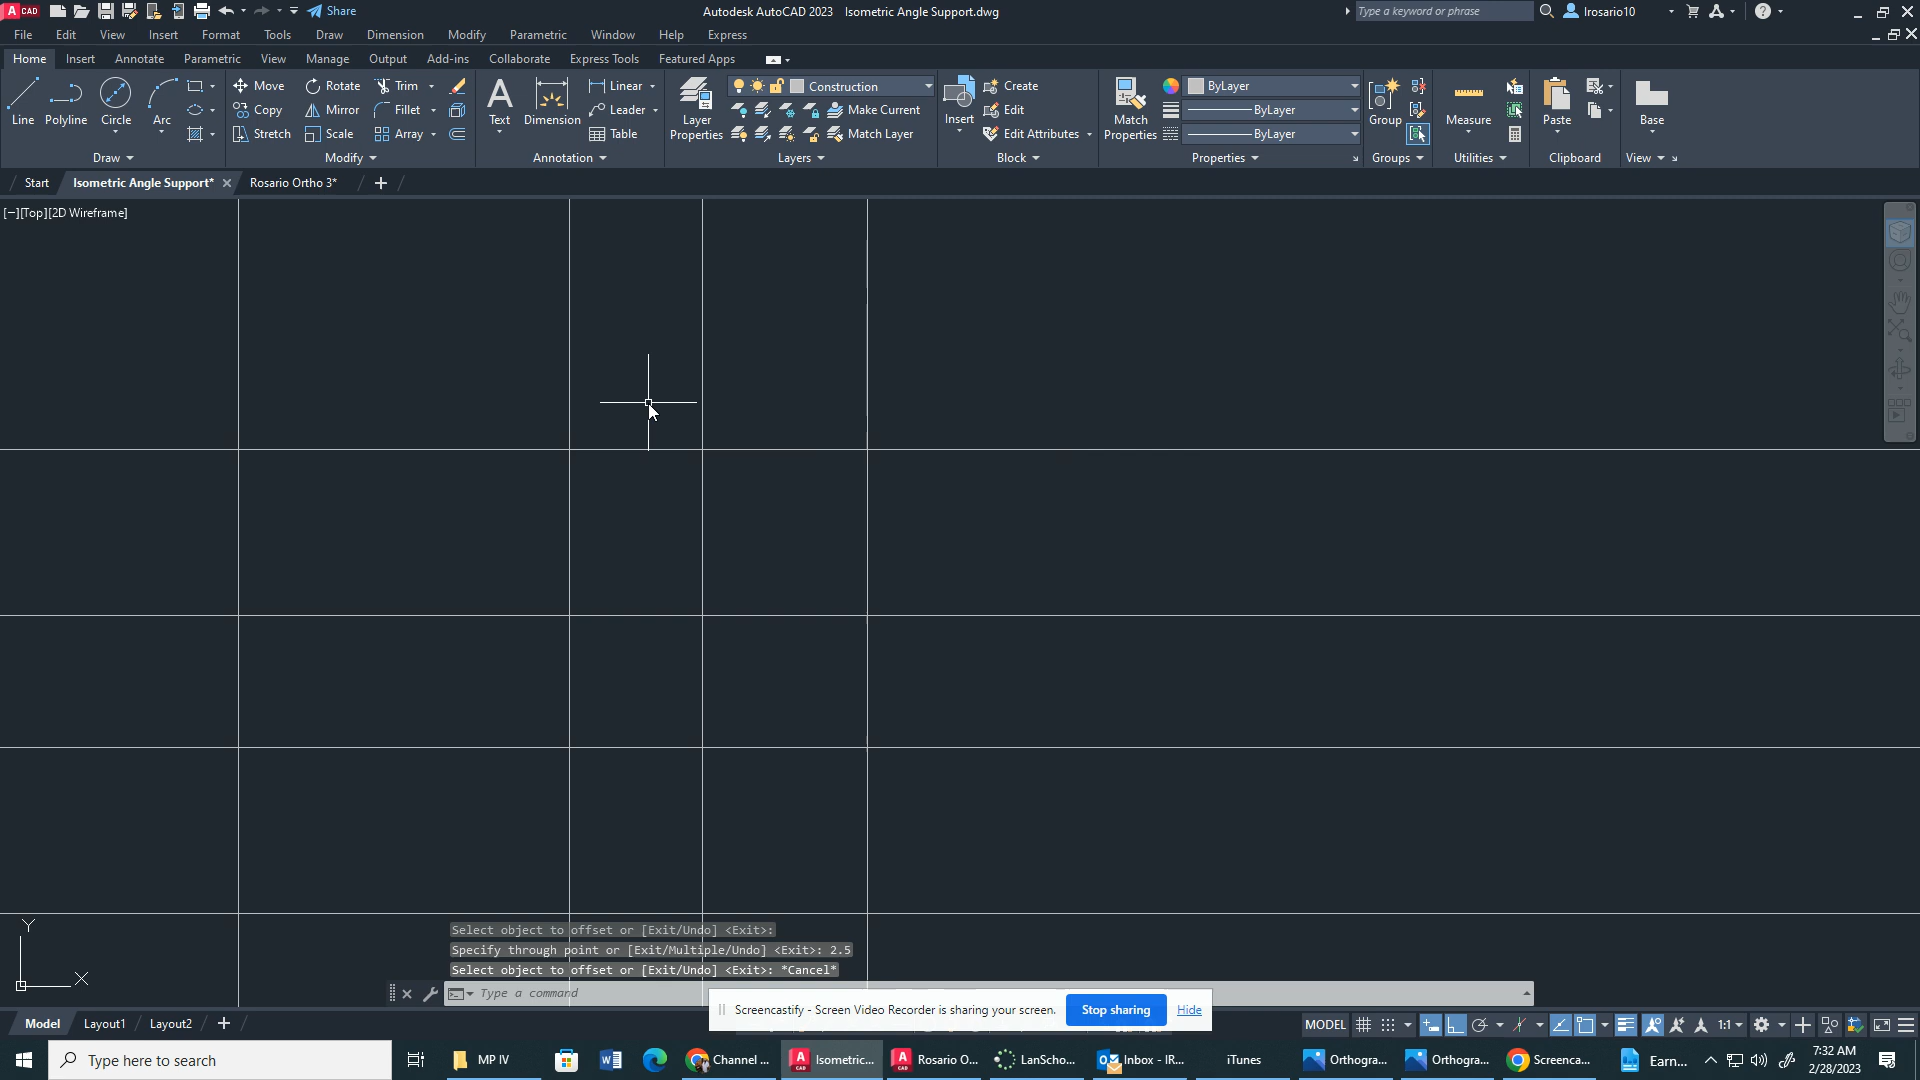 A CAD Share Autodesk AutoCAD 2023 Isometric Angle Support.dwg Type a keyword or phrase lrosario10
File Edit View Insert Format Tools Draw Dimension Modify Parametric Window Help Express
Home Insert Annotate Parametric View Manage Output Add-ins Collaborate Express Tools Featured Apps
Move Rotate Trim Linear Construction Create ByLayer
Line Polyline Circle Arc Copy Mirror Fillet Text Dimension Leader Layer Properties Make Current Insert Edit Match Properties ByLayer Group Measure Paste Base
Stretch Scale Array Table Match Layer Edit Attributes ByLayer
Draw Modify Annotation Layers Block Properties Groups Utilities Clipboard View
Start Isometric Angle Support* Rosario Ortho 3*
[−][Top][2D Wireframe]
Y
X
Select object to offset or [Exit/Undo] <Exit>:
Specify through point or [Exit/Multiple/Undo] <Exit>: 2.5
Select object to offset or [Exit/Undo] <Exit>: *Cancel*
Type a command
Screencastify - Screen Video Recorder is sharing your screen. Stop sharing Hide
Model Layout1 Layout2 MODEL 1:1
Type here to search MP IV Channel ... Isometric... Rosario O... LanScho... Inbox - IR... iTunes Orthogra... Orthogra... Screenca... Earn... 7:32 AM
2/28/2023